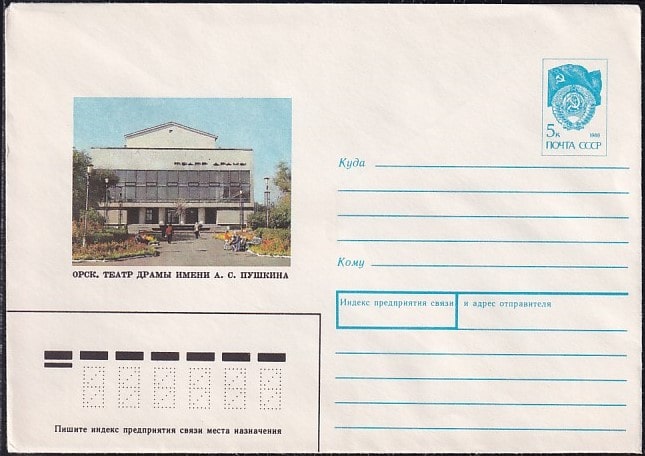 5к 1988
ПОЧТА СССР
ТЕАТР ДРАМЫ
ОРСК. ТЕАТР ДРАМЫ ИМЕНИ А. С. ПУШКИНА
Куда
Кому
Индекс предприятия связи и адрес отправителя
Пишите индекс предприятия связи места назначения